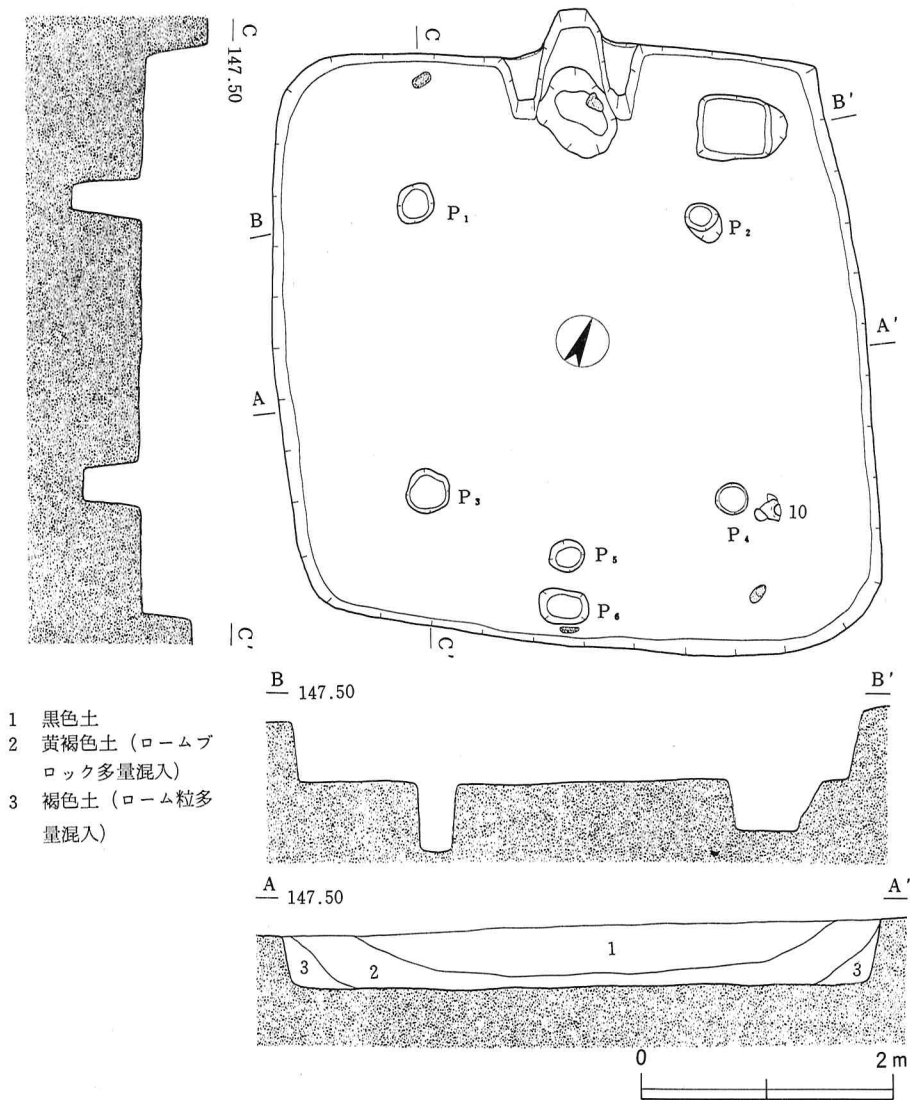 C
147.50
C
B'
P₁
B
P₂
A'
A
P₃
10
P₄
P₅
P₆
C'
C'
B
147.50
B'
1 黒色土
2 黄褐色土（ロームブ
ロック多量混入）
3 褐色土（ローム粒多
量混入）
A
147.50
A'
1
3
2
3
0
2m